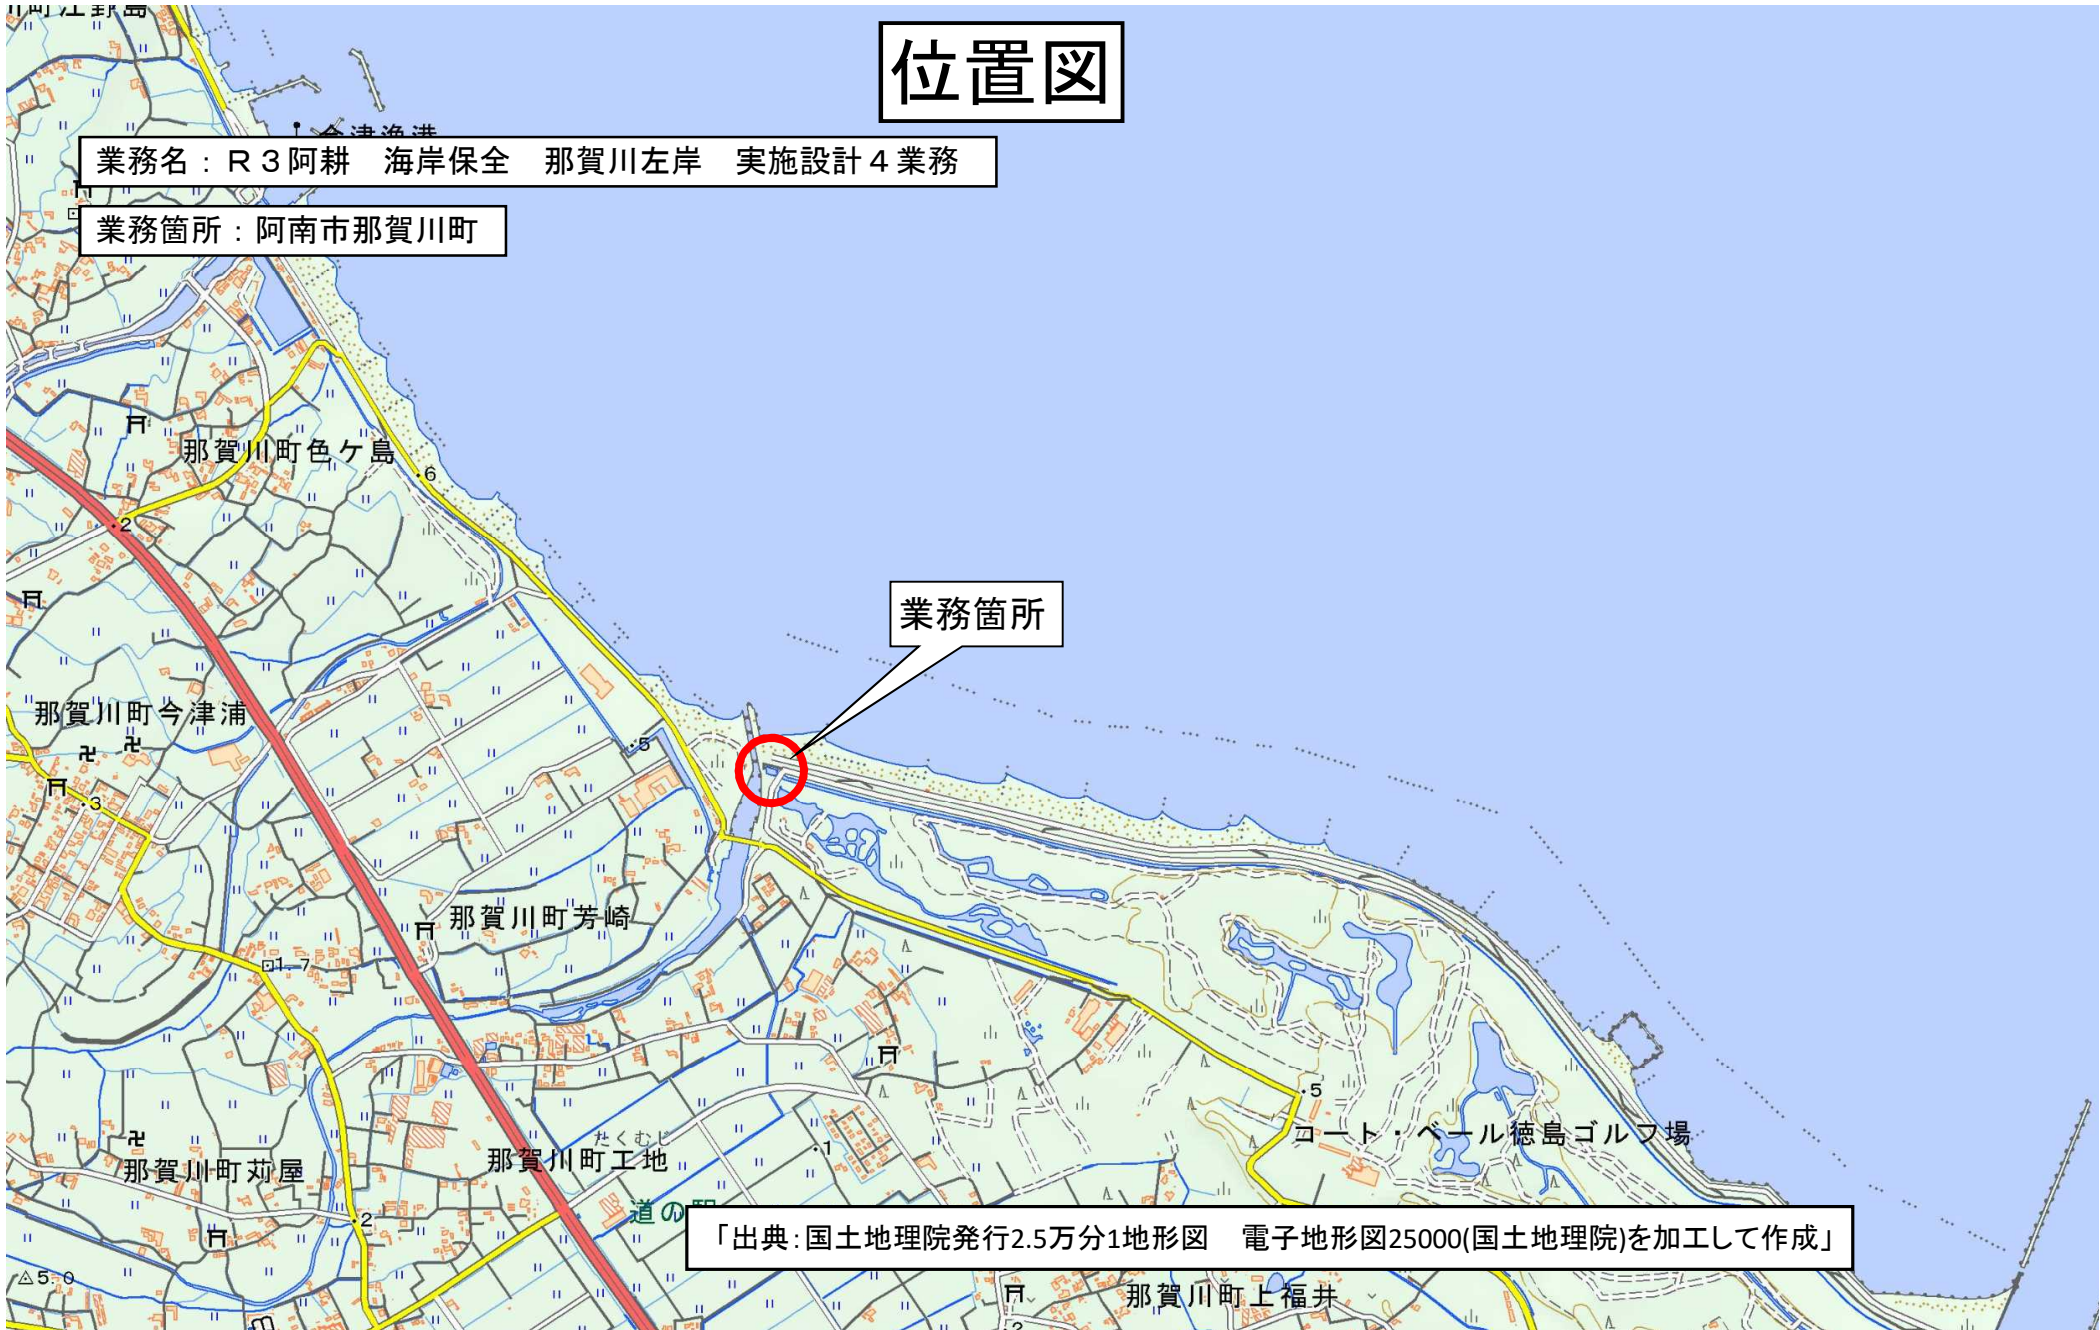 位置図
業務名：Ｒ３阿耕　海岸保全　那賀川左岸　実施設計４業務
業務箇所：阿南市那賀川町
那賀川町色ケ島
6
2
業務箇所
那賀川町今津浦
5
3
那賀川町芳崎
1.7
5
コート・ベール徳島ゴルフ場
たくむじ
那賀川町工地
1
那賀川町苅屋
道の駅
2
「出典：国土地理院発行2.5万分1地形図　電子地形図25000(国土地理院)を加工して作成」
5.0
那賀川町上福井
2